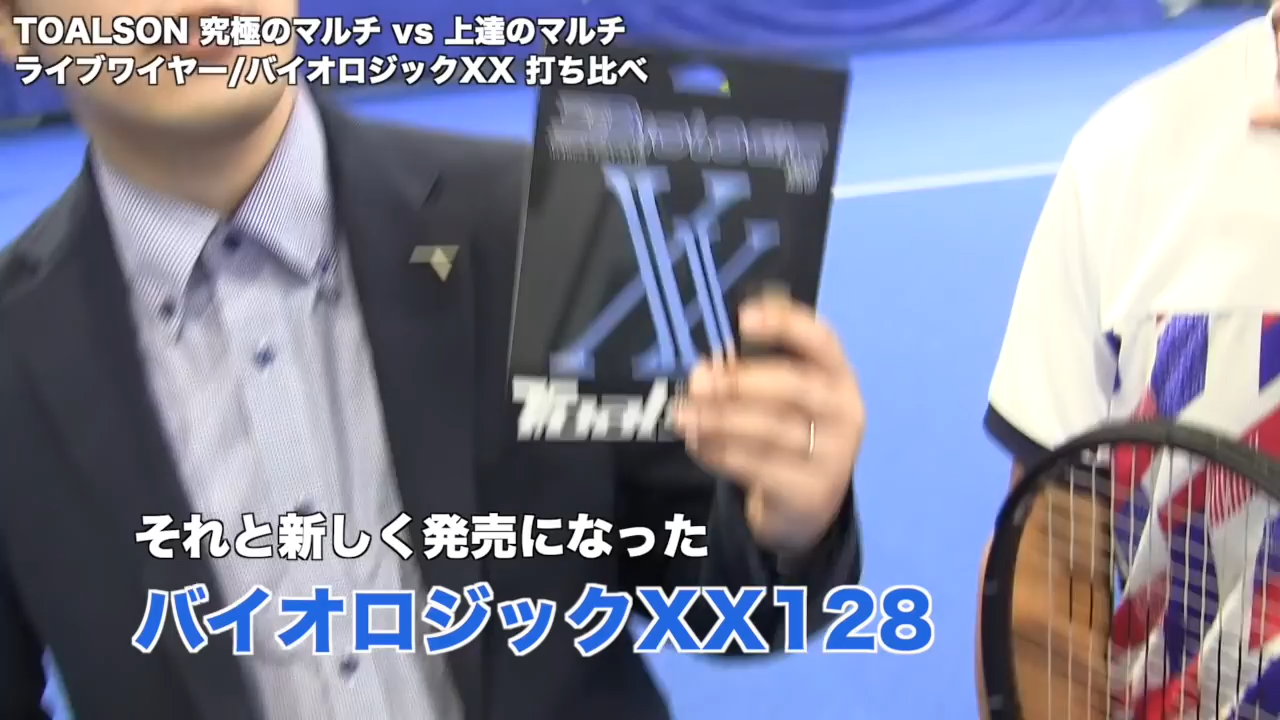 TOALSON 究極のマルチ vs 上達のマルチ
ライブワイヤー/バイオロジックXX 打ち比べ
XX
それと新しく発売になった
バイオロジックXX128